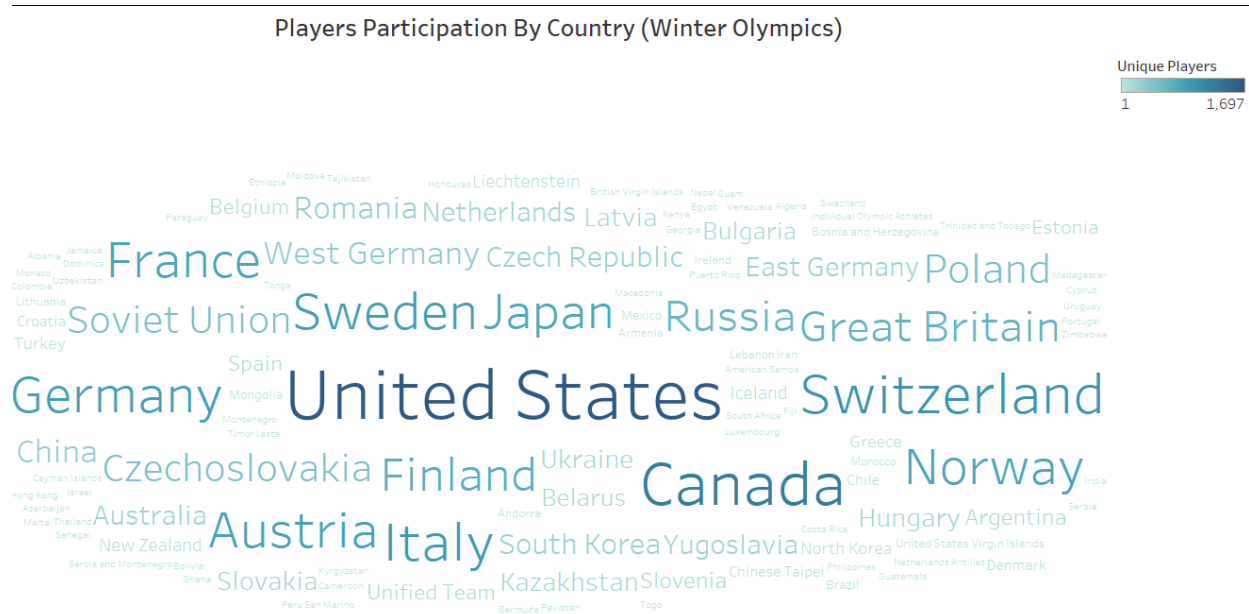 Players Participation By Country (Winter Olympics)
Unique Players
1 1,697
Ethiopia Moldova Tajikistan Honduras Liechtenstein British Virgin Islands Nepal Guam
Paraguay Belgium Romania Netherlands Latvia Kenya Egypt Venezuela Algeria Swaziland
Georgia Bulgaria Individual Olympic Athletes
Bosnia and Herzegovina Trinidad and Tobago Estonia
Albania Jamaica France West Germany Czech Republic Ireland East Germany Poland
Monaco Dominica Puerto Rico Madagascar
Colombia Uzbekistan Tonga Macedonia Cyprus
Lithuania Soviet Union Sweden Japan Mexico Russia Great Britain Uruguay
Croatia Armenia Portugal
Turkey Zimbabwe
Spain Lebanon Iran
American Samoa
Germany Mongolia United States Iceland Switzerland
Montenegro South Africa Fiji
Timor Leste Luxembourg
China Czechoslovakia Finland Ukraine Canada Greece Norway
Morocco
Cayman Islands Chile India
Hong Kong Israel Belarus
Azerbaijan Australia Austria Italy Andorra Hungary Argentina Serbia
Malta Thailand Costa Rica
Senegal New Zealand South Korea Yugoslavia North Korea United States Virgin Islands
Serbia and Montenegro Bolivia Kyrgyzstan Chinese Taipei Philippines Netherlands Antilles Denmark
Ghana Slovakia Cameroon Unified Team Kazakhstan Slovenia Brazil Guatemala
Peru San Marino Bermuda Pakistan Togo